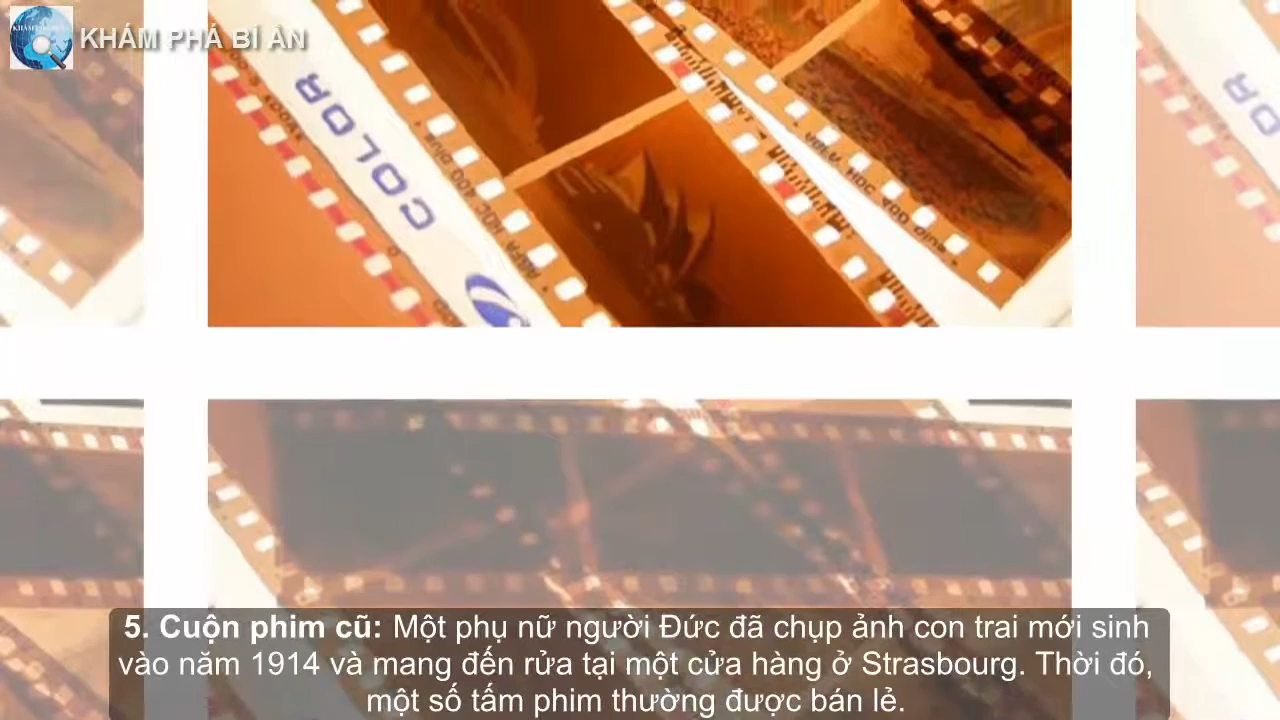 KHÁM PHÁ BÍ ẨN
COLOR
5. Cuộn phim cũ: Một phụ nữ người Đức đã chụp ảnh con trai mới sinh
vào năm 1914 và mang đến rửa tại một cửa hàng ở Strasbourg. Thời đó,
một số tấm phim thường được bán lẻ.